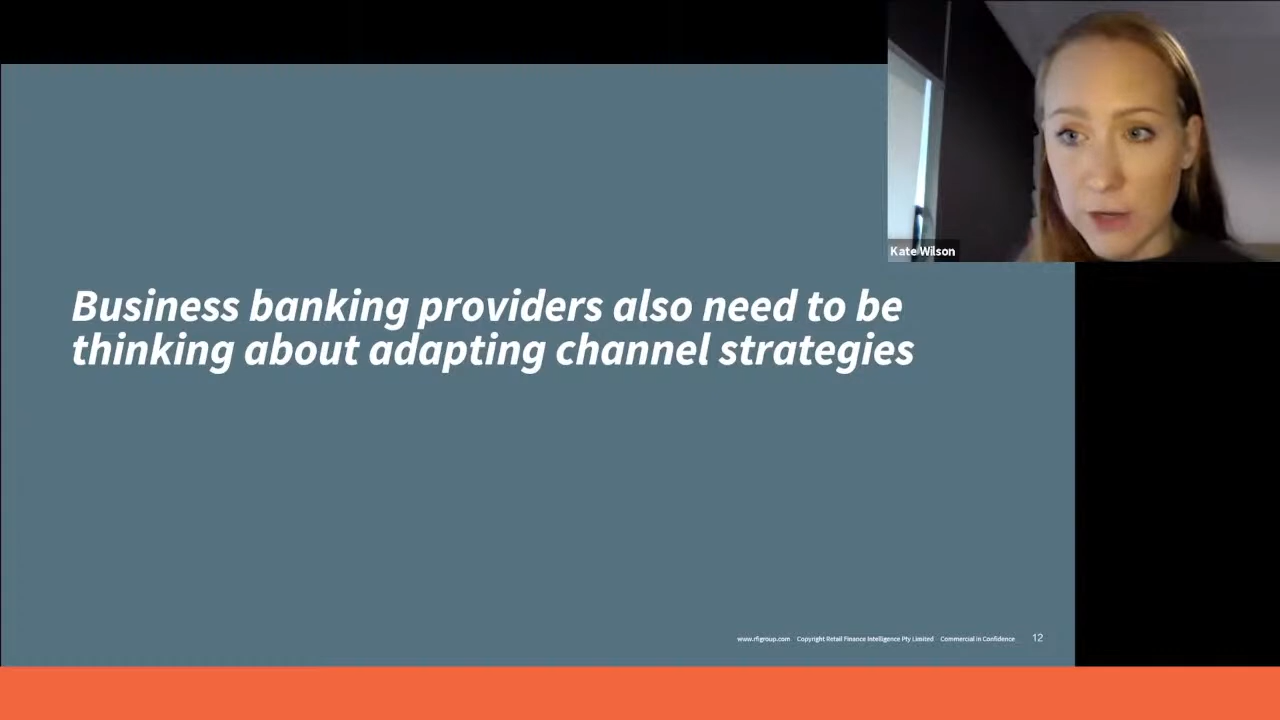 Kate Wilson
Business banking providers also need to be
thinking about adapting channel strategies
www.rfigroup.com Copyright Retail Finance Intelligence Pty Limited Commercial in Confidence 12